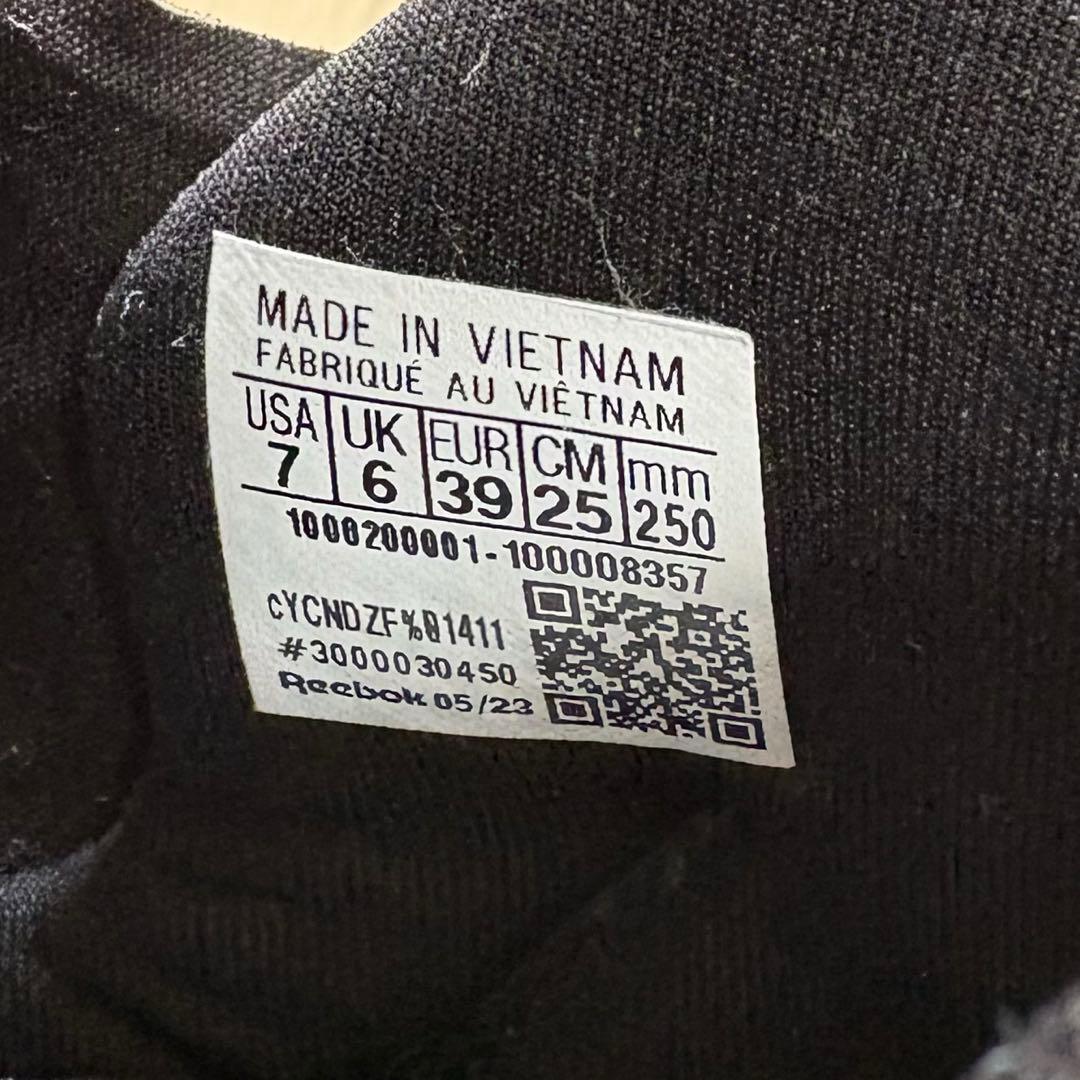 MADE IN VIETNAM
FABRIQUÉ AU VIÊTNAM
USA UK EUR CM mm
7 6 39 25 250
1000200001-100008357
cYCNDZF%01411
#3000030450
Reebok 05/23